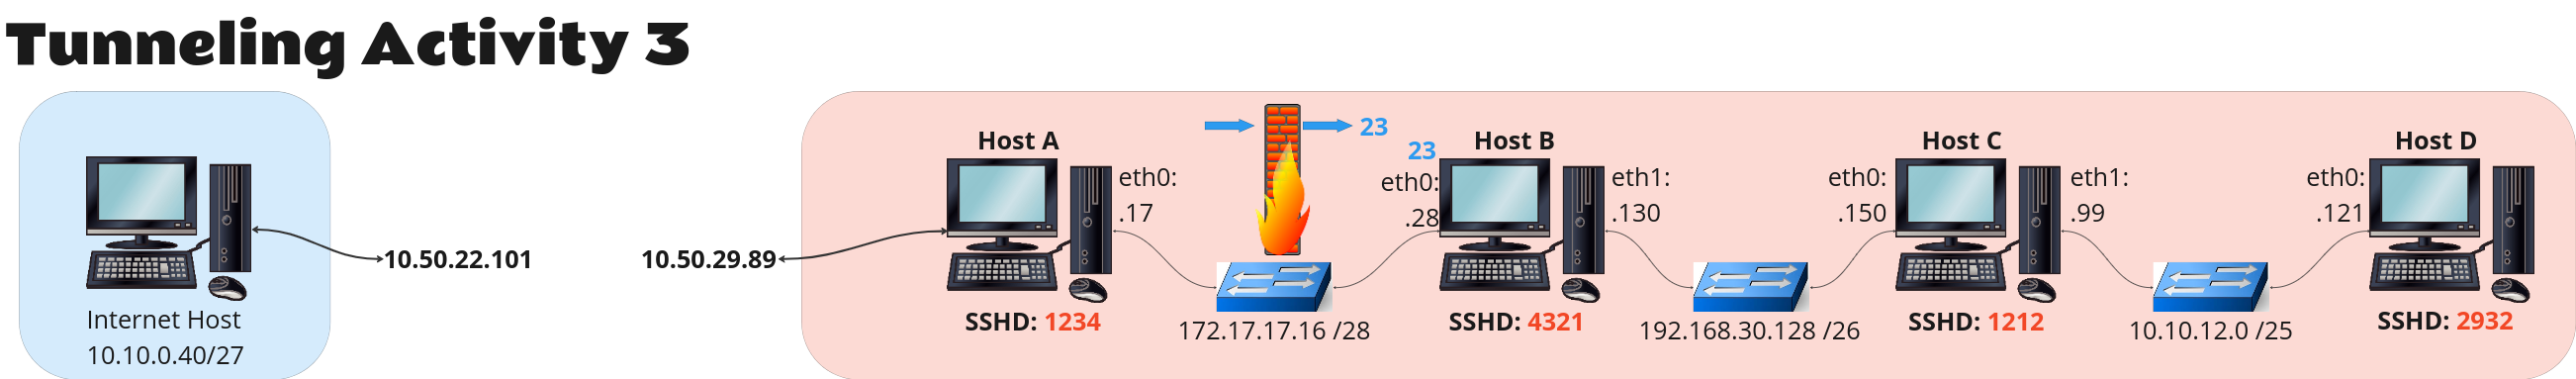 Tunneling Activity 3
Internet Host
10.10.0.40/27
10.50.22.101
10.50.29.89
Host A
eth0:
.17
SSHD: 1234
23
172.17.17.16 /28
23
Host B
eth0:
.28
eth1:
.130
SSHD: 4321
192.168.30.128 /26
Host C
eth0:
.150
eth1:
.99
SSHD: 1212
10.10.12.0 /25
Host D
eth0:
.121
SSHD: 2932